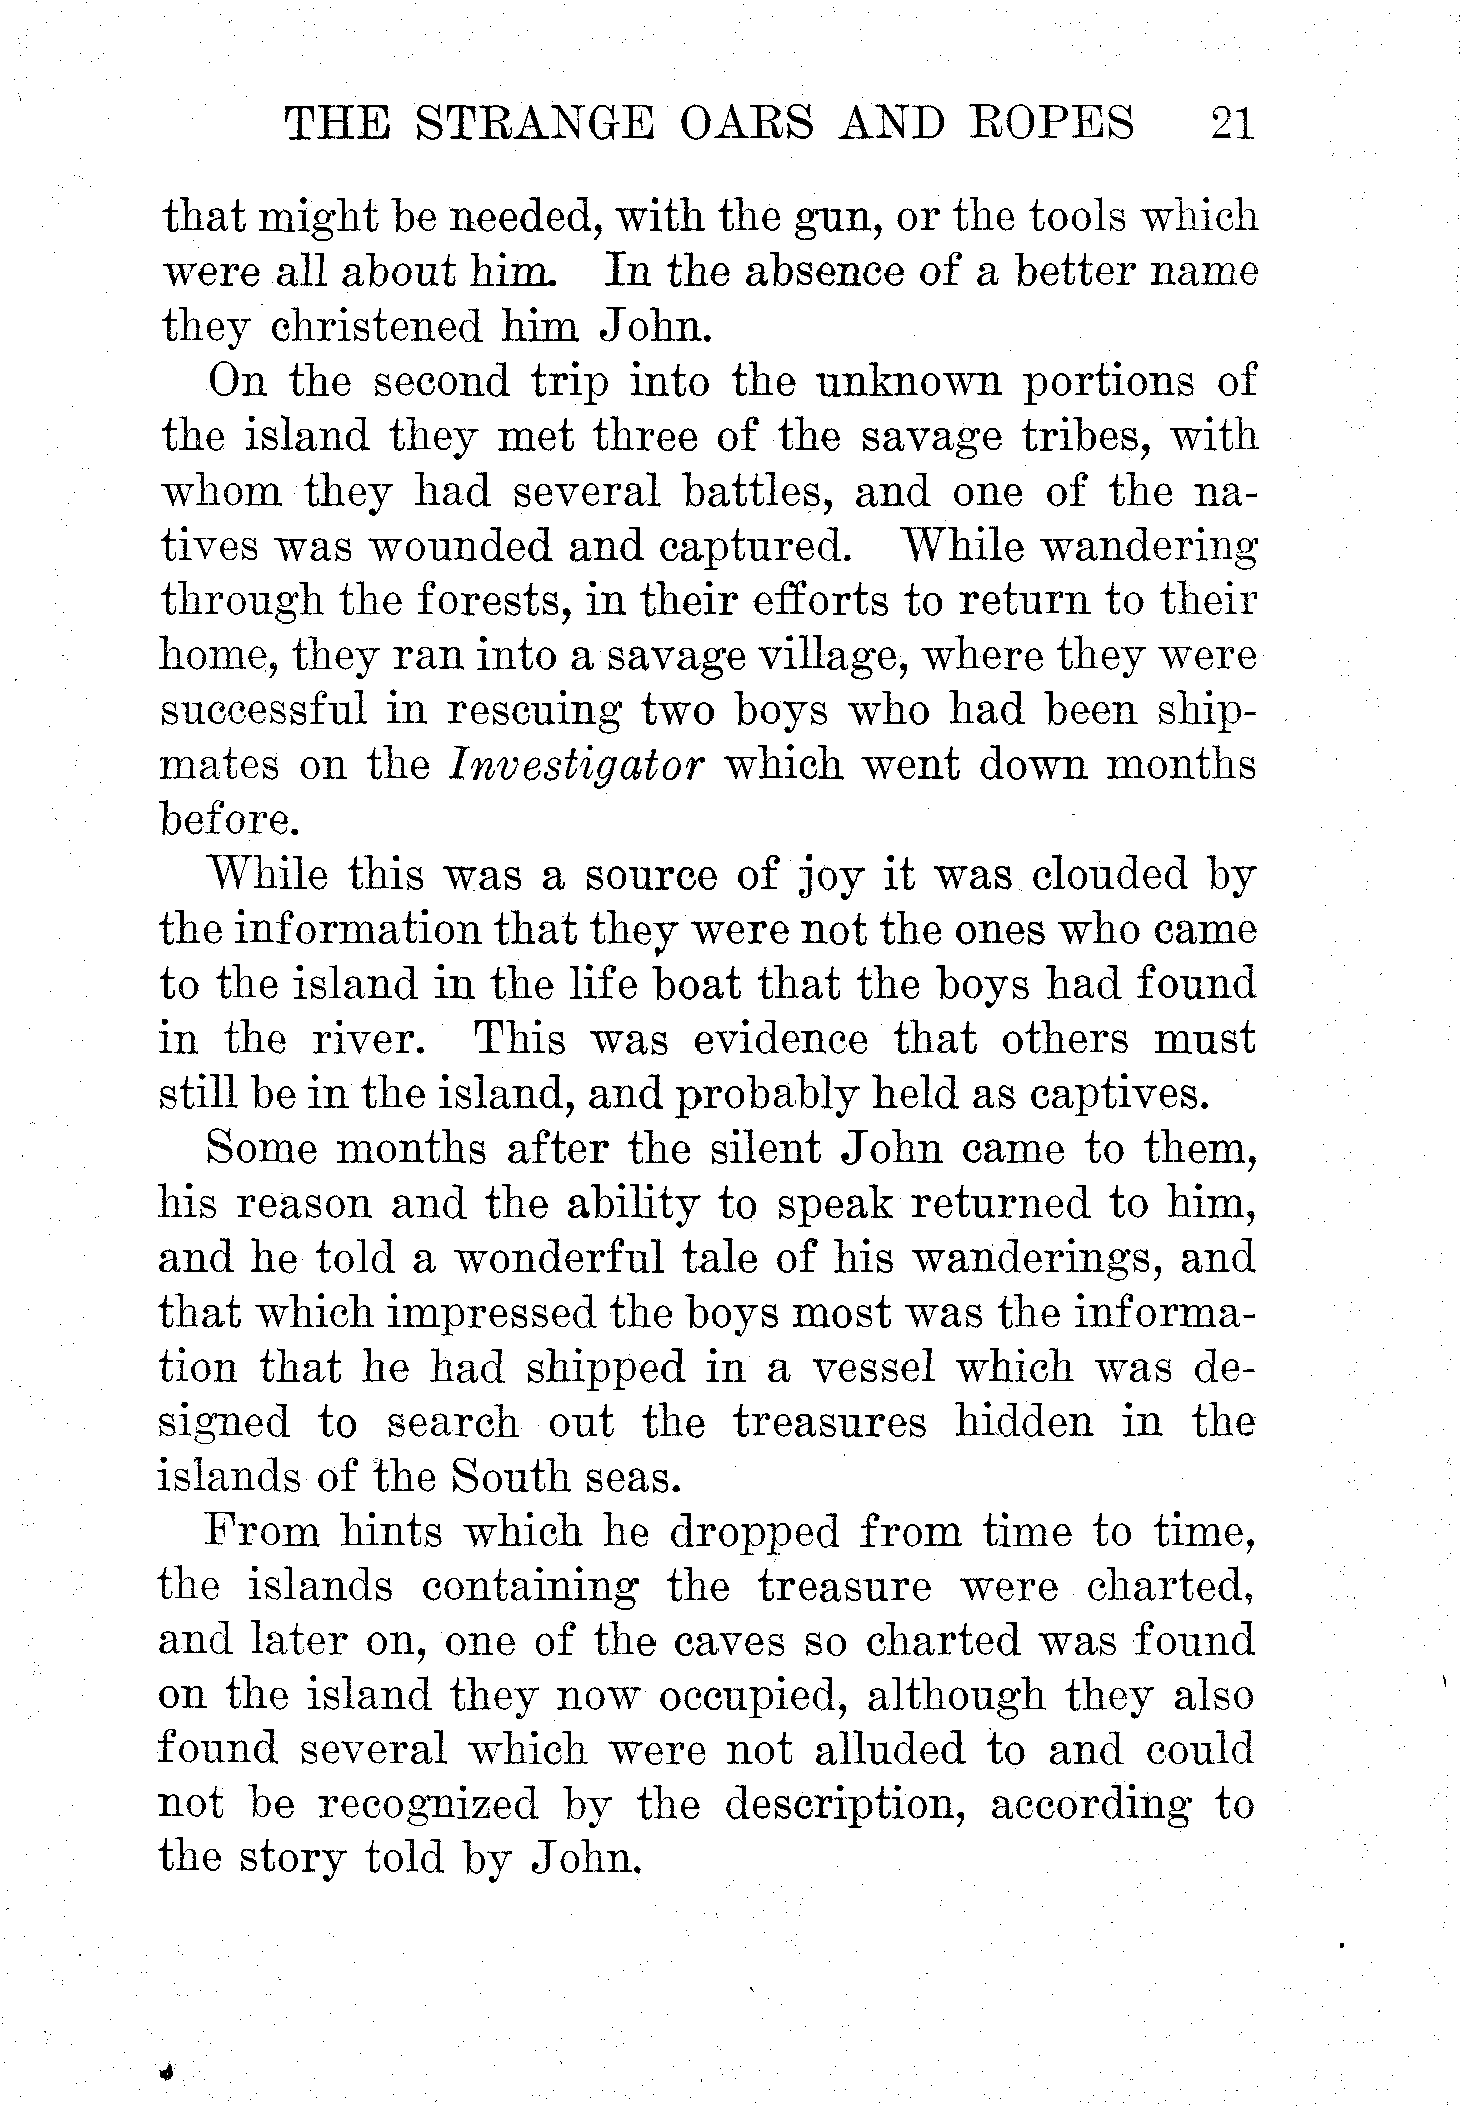 THE STRANGE OARS AND ROPES 21
that might be needed, with the gun, or the tools which
were all about him. In the absence of a better name
they christened him John.
On the second trip into the unknown portions of
the island they met three of the savage tribes, with
whom they had several battles, and one of the na-
tives was wounded and captured. While wandering
through the forests, in their efforts to return to their
home, they ran into a savage village, where they were
successful in rescuing two boys who had been ship-
mates on the Investigator which went down months
before.
While this was a source of joy it was clouded by
the information that they were not the ones who came
to the island in the life boat that the boys had found
in the river. This was evidence that others must
still be in the island, and probably held as captives.
Some months after the silent John came to them,
his reason and the ability to speak returned to him,
and he told a wonderful tale of his wanderings, and
that which impressed the boys most was the informa-
tion that he had shipped in a vessel which was de-
signed to search out the treasures hidden in the
islands of the South seas.
From hints which he dropped from time to time,
the islands containing the treasure were charted,
and later on, one of the caves so charted was found
on the island they now occupied, although they also
found several which were not alluded to and could
not be recognized by the description, according to
the story told by John.